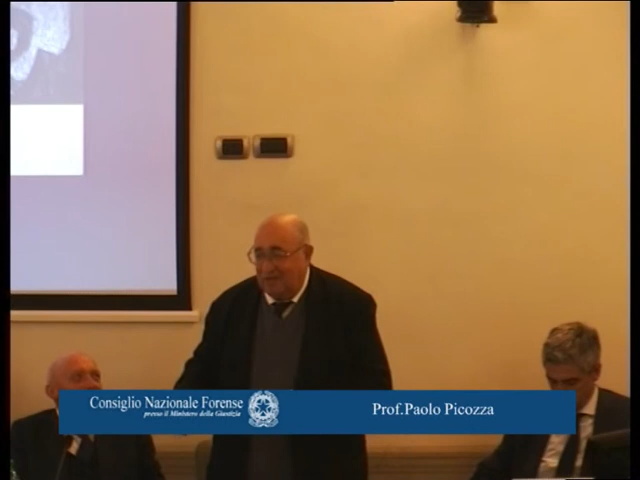 Consiglio Nazionale Forense
presso il Ministero della Giustizia
Prof.Paolo Picozza